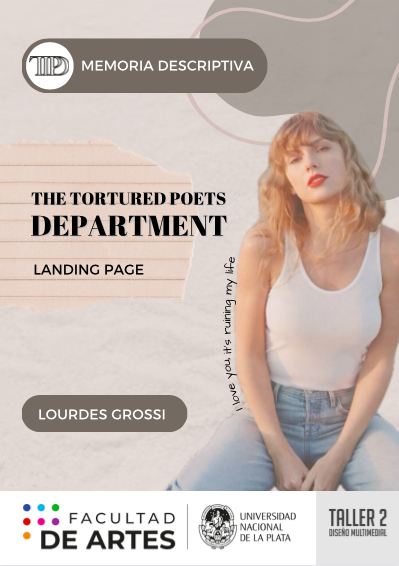 TTPD
MEMORIA DESCRIPTIVA
THE TORTURED POETS
DEPARTMENT
LANDING PAGE
i love you it's ruining my life
LOURDES GROSSI
FACULTAD
DE ARTES
UNIVERSIDAD
NACIONAL
DE LA PLATA
TALLER 2
DISEÑO MULTIMEDIAL